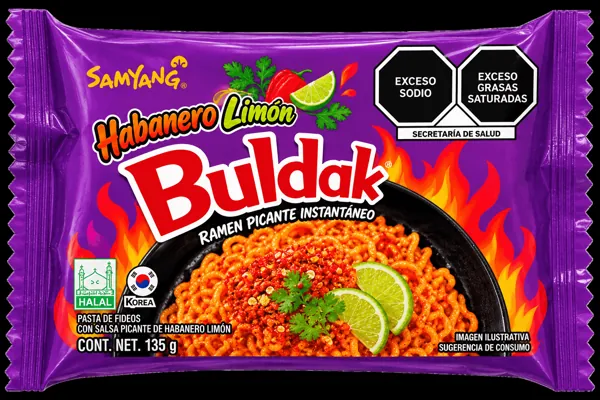 SAMYANG
Habanero Limón
Buldak
RAMEN PICANTE INSTANTÁNEO
EXCESO
SODIO
EXCESO
GRASAS
SATURADAS
SECRETARÍA DE SALUD
HALAL
KOREA
PASTA DE FIDEOS
CON SALSA PICANTE DE HABANERO LIMÓN
CONT. NET. 135 g
IMAGEN ILUSTRATIVA
SUGERENCIA DE CONSUMO